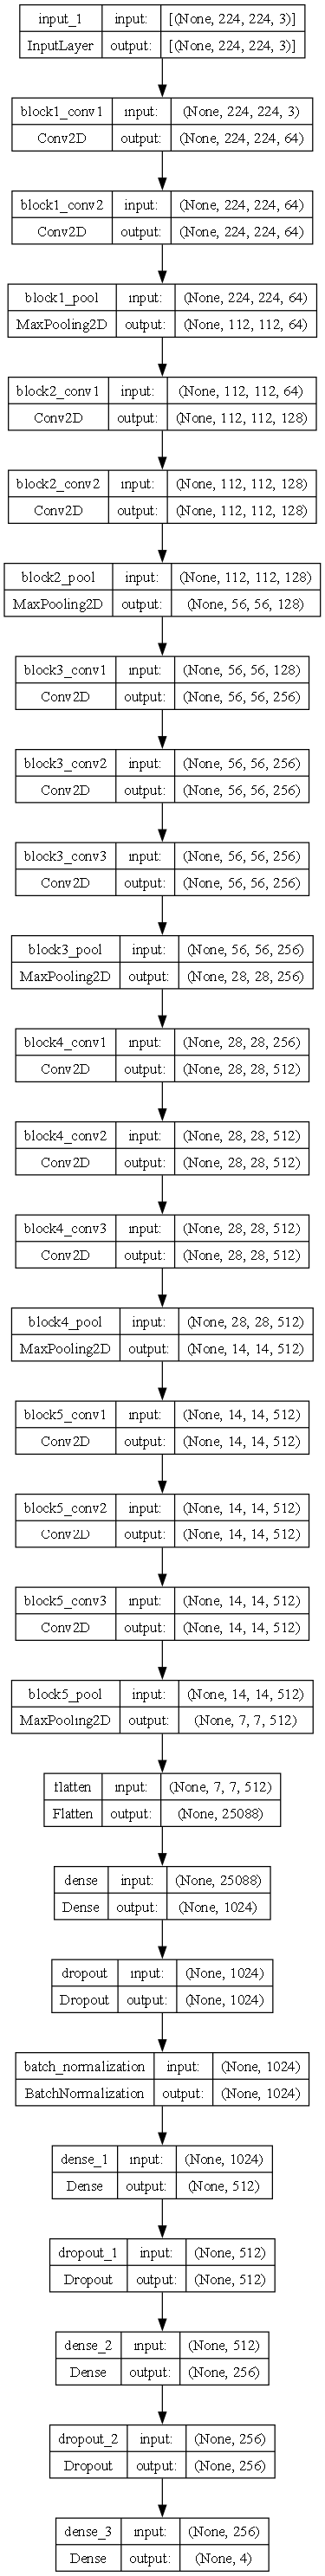 input_1 input: [(None, 224, 224, 3)]
InputLayer output: [(None, 224, 224, 3)]
block1_conv1 input: (None, 224, 224, 3)
Conv2D output: (None, 224, 224, 64)
block1_conv2 input: (None, 224, 224, 64)
Conv2D output: (None, 224, 224, 64)
block1_pool input: (None, 224, 224, 64)
MaxPooling2D output: (None, 112, 112, 64)
block2_conv1 input: (None, 112, 112, 64)
Conv2D output: (None, 112, 112, 128)
block2_conv2 input: (None, 112, 112, 128)
Conv2D output: (None, 112, 112, 128)
block2_pool input: (None, 112, 112, 128)
MaxPooling2D output: (None, 56, 56, 128)
block3_conv1 input: (None, 56, 56, 128)
Conv2D output: (None, 56, 56, 256)
block3_conv2 input: (None, 56, 56, 256)
Conv2D output: (None, 56, 56, 256)
block3_conv3 input: (None, 56, 56, 256)
Conv2D output: (None, 56, 56, 256)
block3_pool input: (None, 56, 56, 256)
MaxPooling2D output: (None, 28, 28, 256)
block4_conv1 input: (None, 28, 28, 256)
Conv2D output: (None, 28, 28, 512)
block4_conv2 input: (None, 28, 28, 512)
Conv2D output: (None, 28, 28, 512)
block4_conv3 input: (None, 28, 28, 512)
Conv2D output: (None, 28, 28, 512)
block4_pool input: (None, 28, 28, 512)
MaxPooling2D output: (None, 14, 14, 512)
block5_conv1 input: (None, 14, 14, 512)
Conv2D output: (None, 14, 14, 512)
block5_conv2 input: (None, 14, 14, 512)
Conv2D output: (None, 14, 14, 512)
block5_conv3 input: (None, 14, 14, 512)
Conv2D output: (None, 14, 14, 512)
block5_pool input: (None, 14, 14, 512)
MaxPooling2D output: (None, 7, 7, 512)
flatten input: (None, 7, 7, 512)
Flatten output: (None, 25088)
dense input: (None, 25088)
Dense output: (None, 1024)
dropout input: (None, 1024)
Dropout output: (None, 1024)
batch_normalization input: (None, 1024)
BatchNormalization output: (None, 1024)
dense_1 input: (None, 1024)
Dense output: (None, 512)
dropout_1 input: (None, 512)
Dropout output: (None, 512)
dense_2 input: (None, 512)
Dense output: (None, 256)
dropout_2 input: (None, 256)
Dropout output: (None, 256)
dense_3 input: (None, 256)
Dense output: (None, 4)